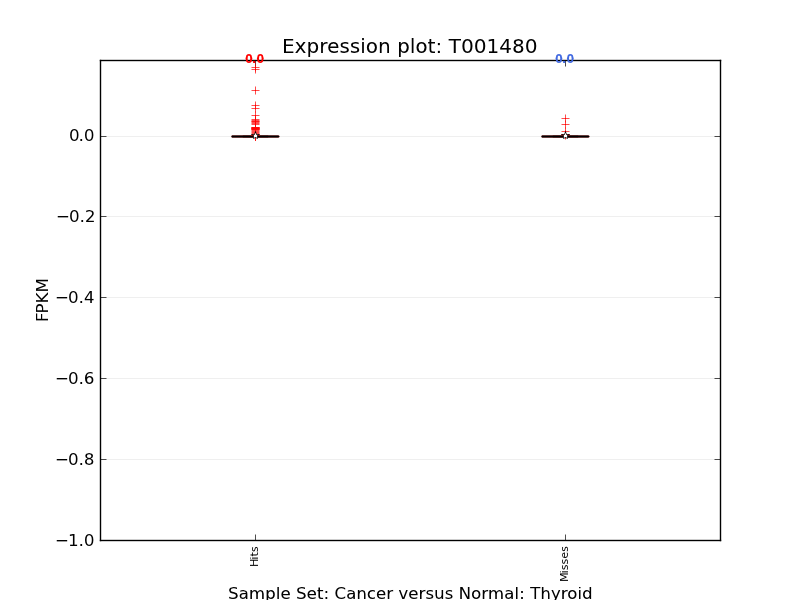 Expression plot: T001480
0.0 0.0
0.0
−0.2
−0.4
−0.6
−0.8
−1.0
FPKM
Hits Misses
Sample Set: Cancer versus Normal: Thyroid